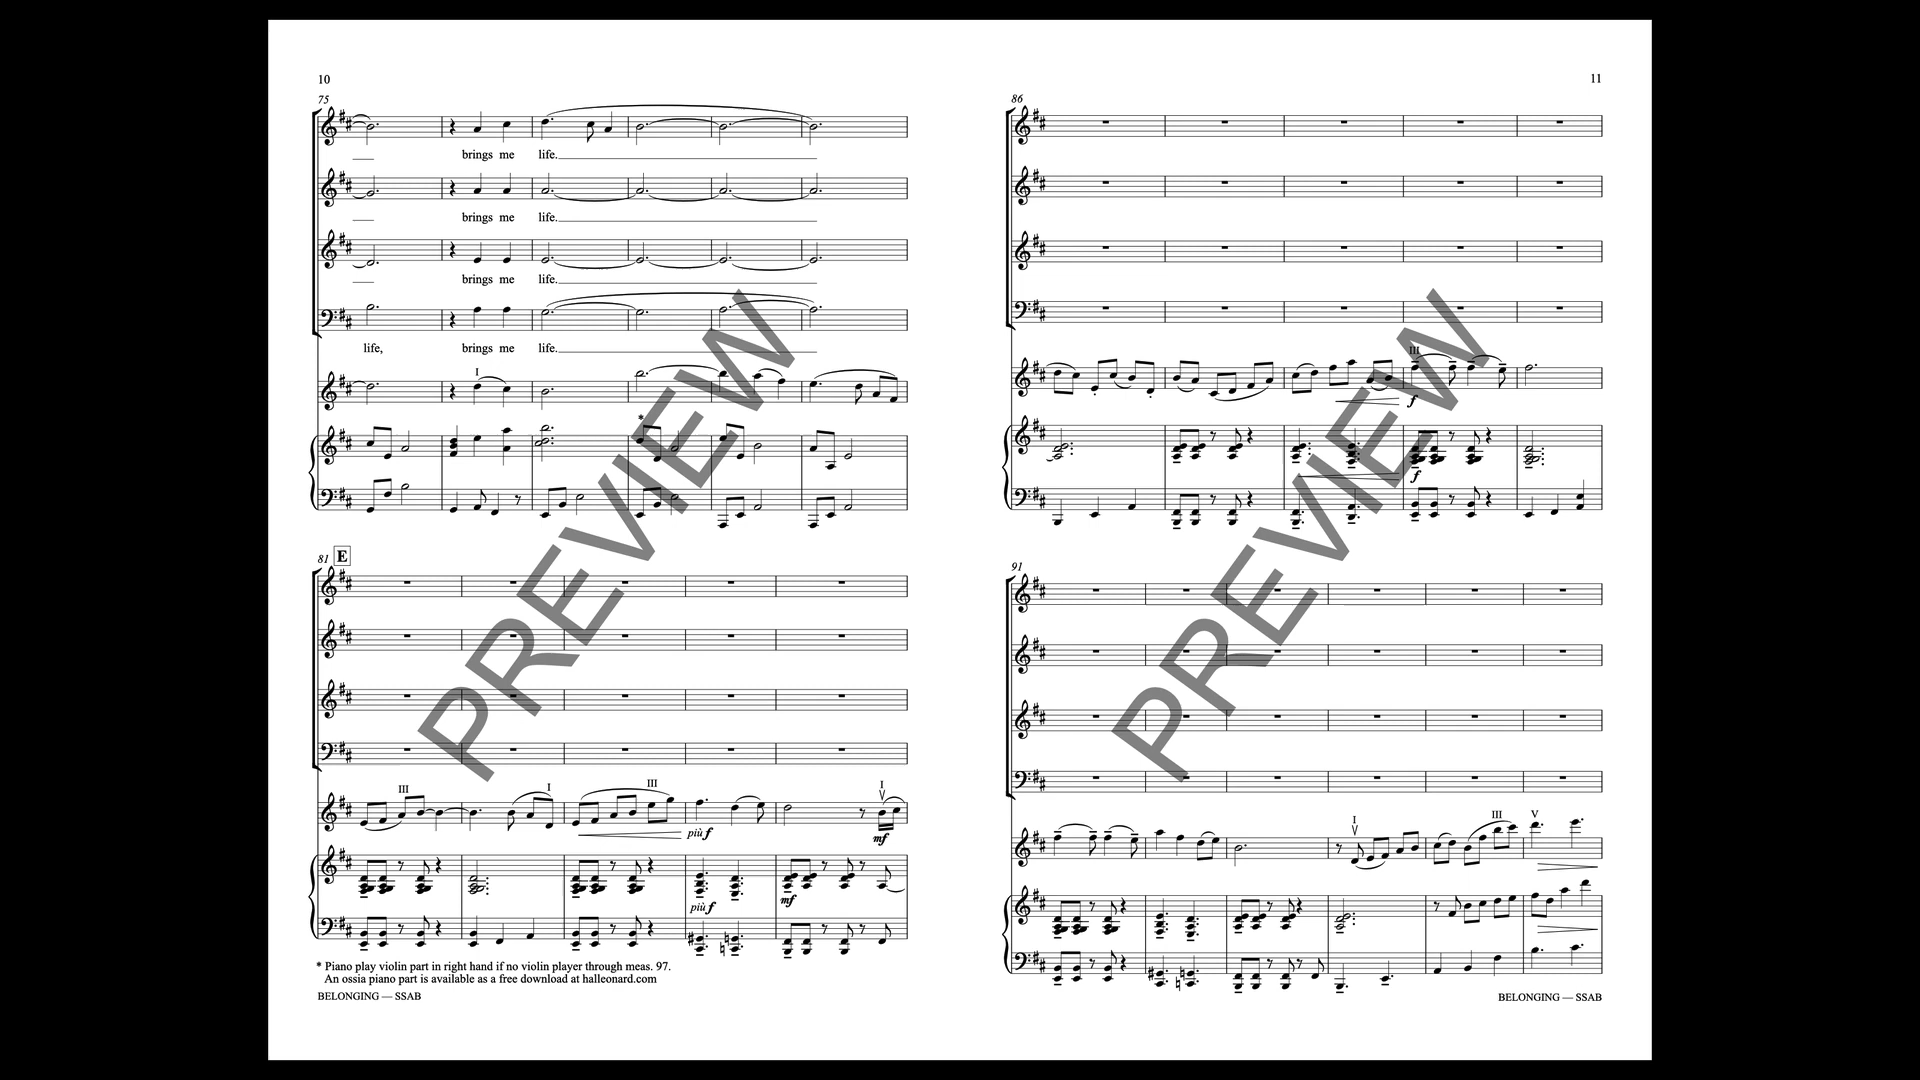 10
75
brings me life.
brings me life.
brings me life.
life, brings me life.
I
*
81 E
III I III I
più f
mf
più f
mf
* Piano play violin part in right hand if no violin player through meas. 97.
An ossia piano part is available as a free download at halleonard.com
BELONGING — SSAB
PREVIEW
11
86
III
f
f
91
I III V
BELONGING — SSAB
PREVIEW